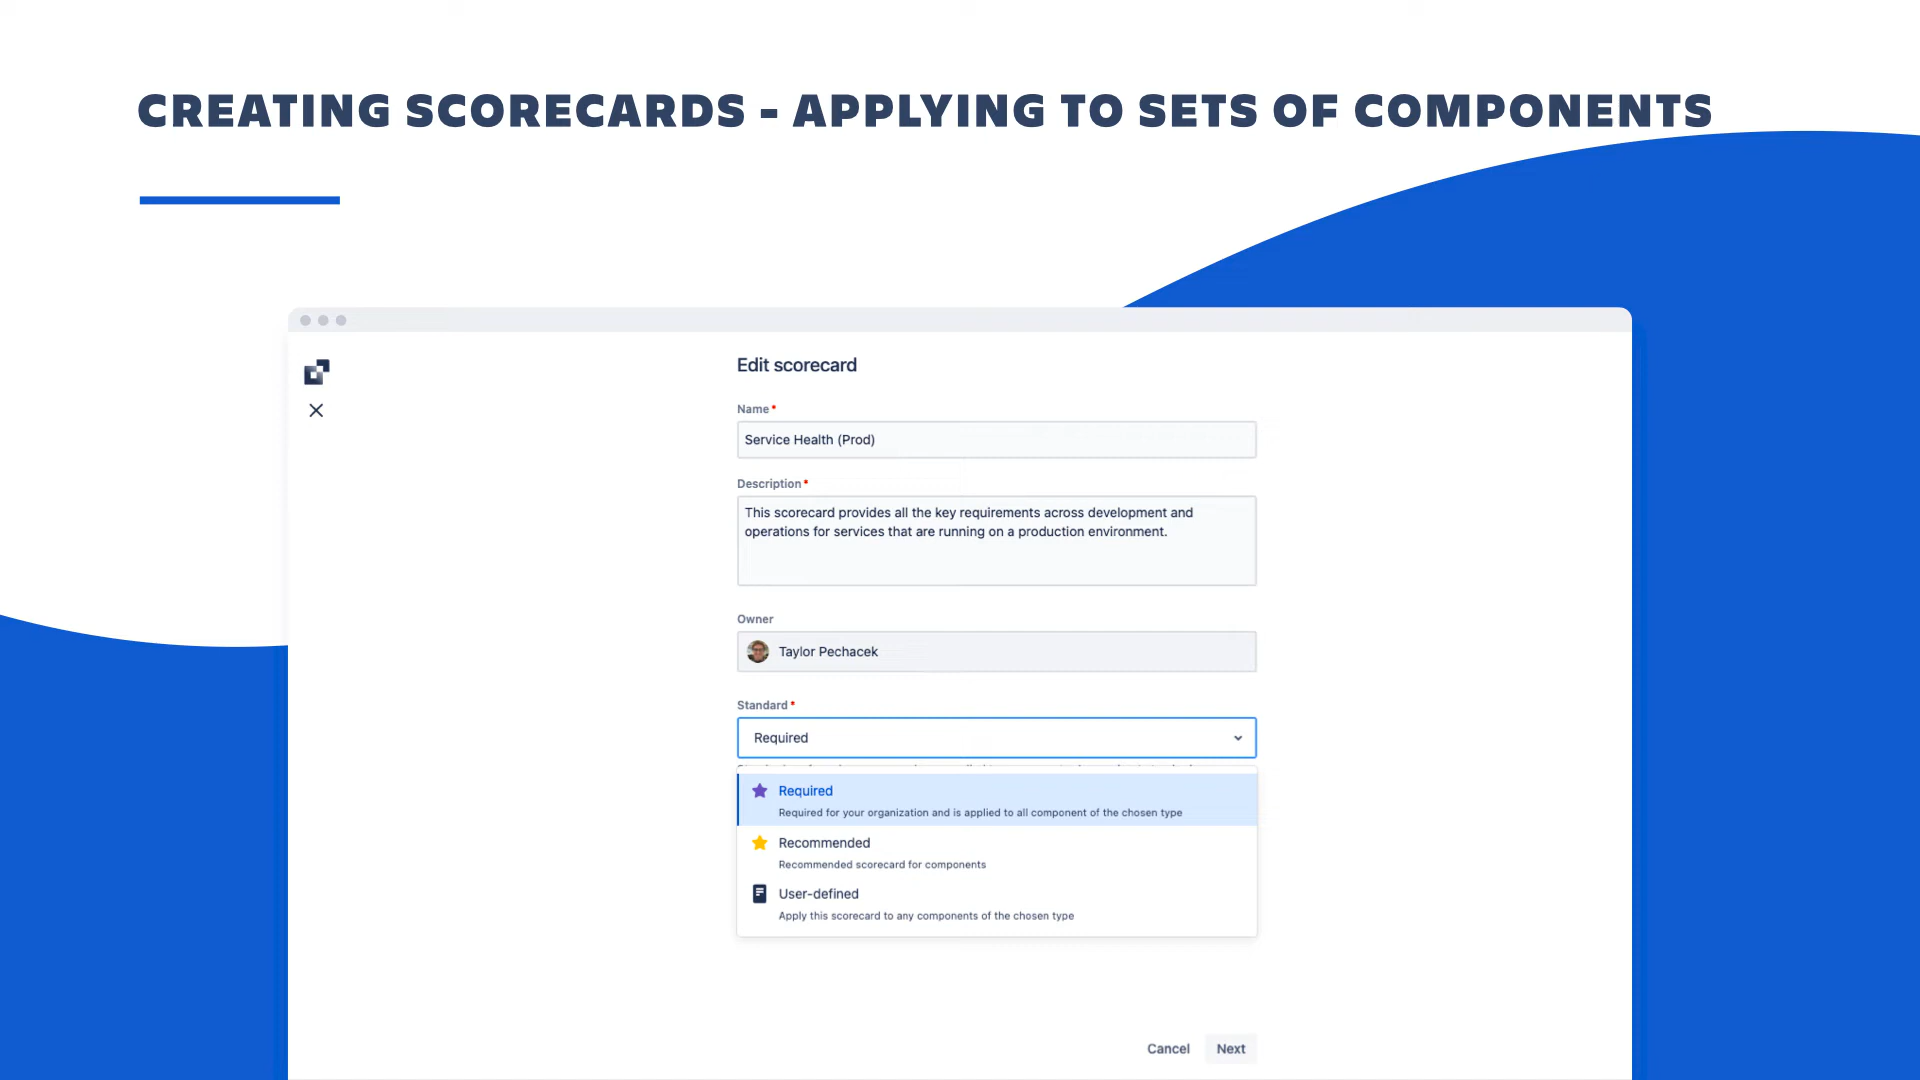 CREATING SCORECARDS - APPLYING TO SETS OF COMPONENTS
Edit scorecard
Name *
Service Health (Prod)
Description *
This scorecard provides all the key requirements across development and
operations for services that are running on a production environment.
Owner
Taylor Pechacek
Standard *
Required
Required
Required for your organization and is applied to all component of the chosen type
Recommended
Recommended scorecard for components
User-defined
Apply this scorecard to any components of the chosen type
Cancel
Next